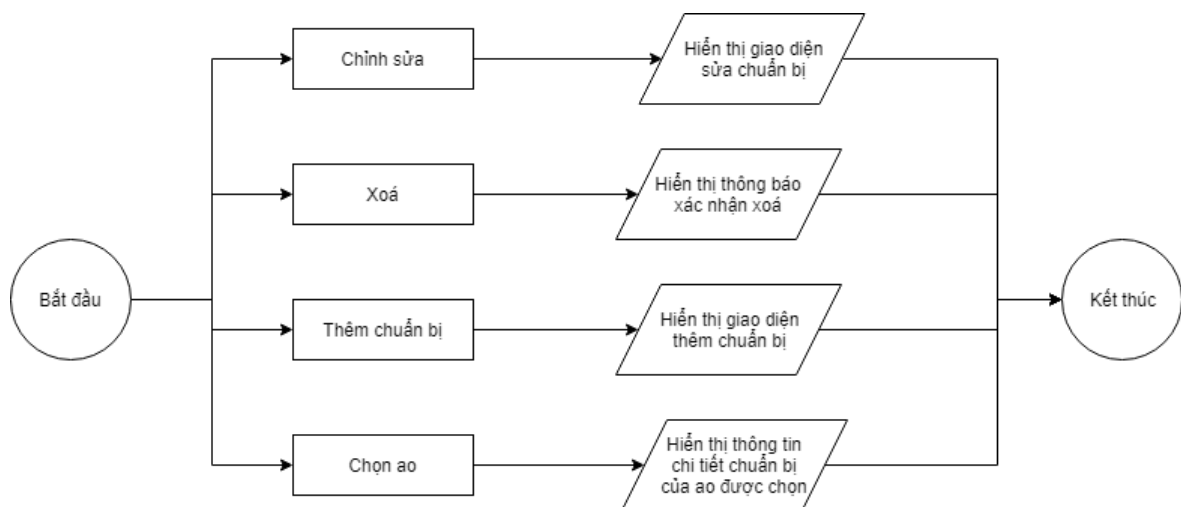 Bắt đầu
Chỉnh sửa
Hiển thị giao diện
sửa chuẩn bị
Xoá
Hiển thị thông báo
xác nhận xoá
Thêm chuẩn bị
Hiển thị giao diện
thêm chuẩn bị
Chọn ao
Hiển thị thông tin
chi tiết chuẩn bị
của ao được chọn
Kết thúc